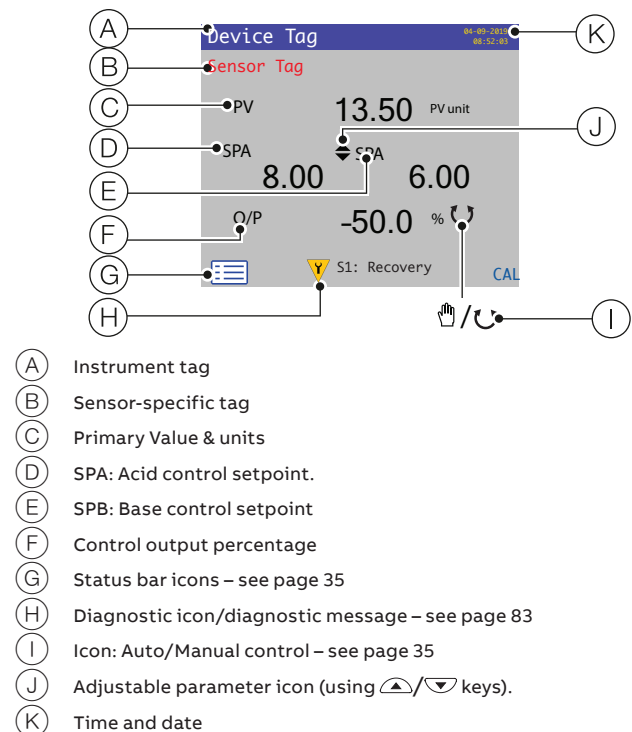 A
Device Tag
04-09-2019
08:52:03
K
B
Sensor Tag
C
PV
13.50 PV unit
J
D
SPA
SPA
E
8.00
6.00
F
O/P
-50.0 %
G
S1: Recovery
CAL
H
/
I
A Instrument tag
B Sensor-specific tag
C Primary Value & units
D SPA: Acid control setpoint.
E SPB: Base control setpoint
F Control output percentage
G Status bar icons – see page 35
H Diagnostic icon/diagnostic message – see page 83
I Icon: Auto/Manual control – see page 35
J Adjustable parameter icon (using / keys).
K Time and date